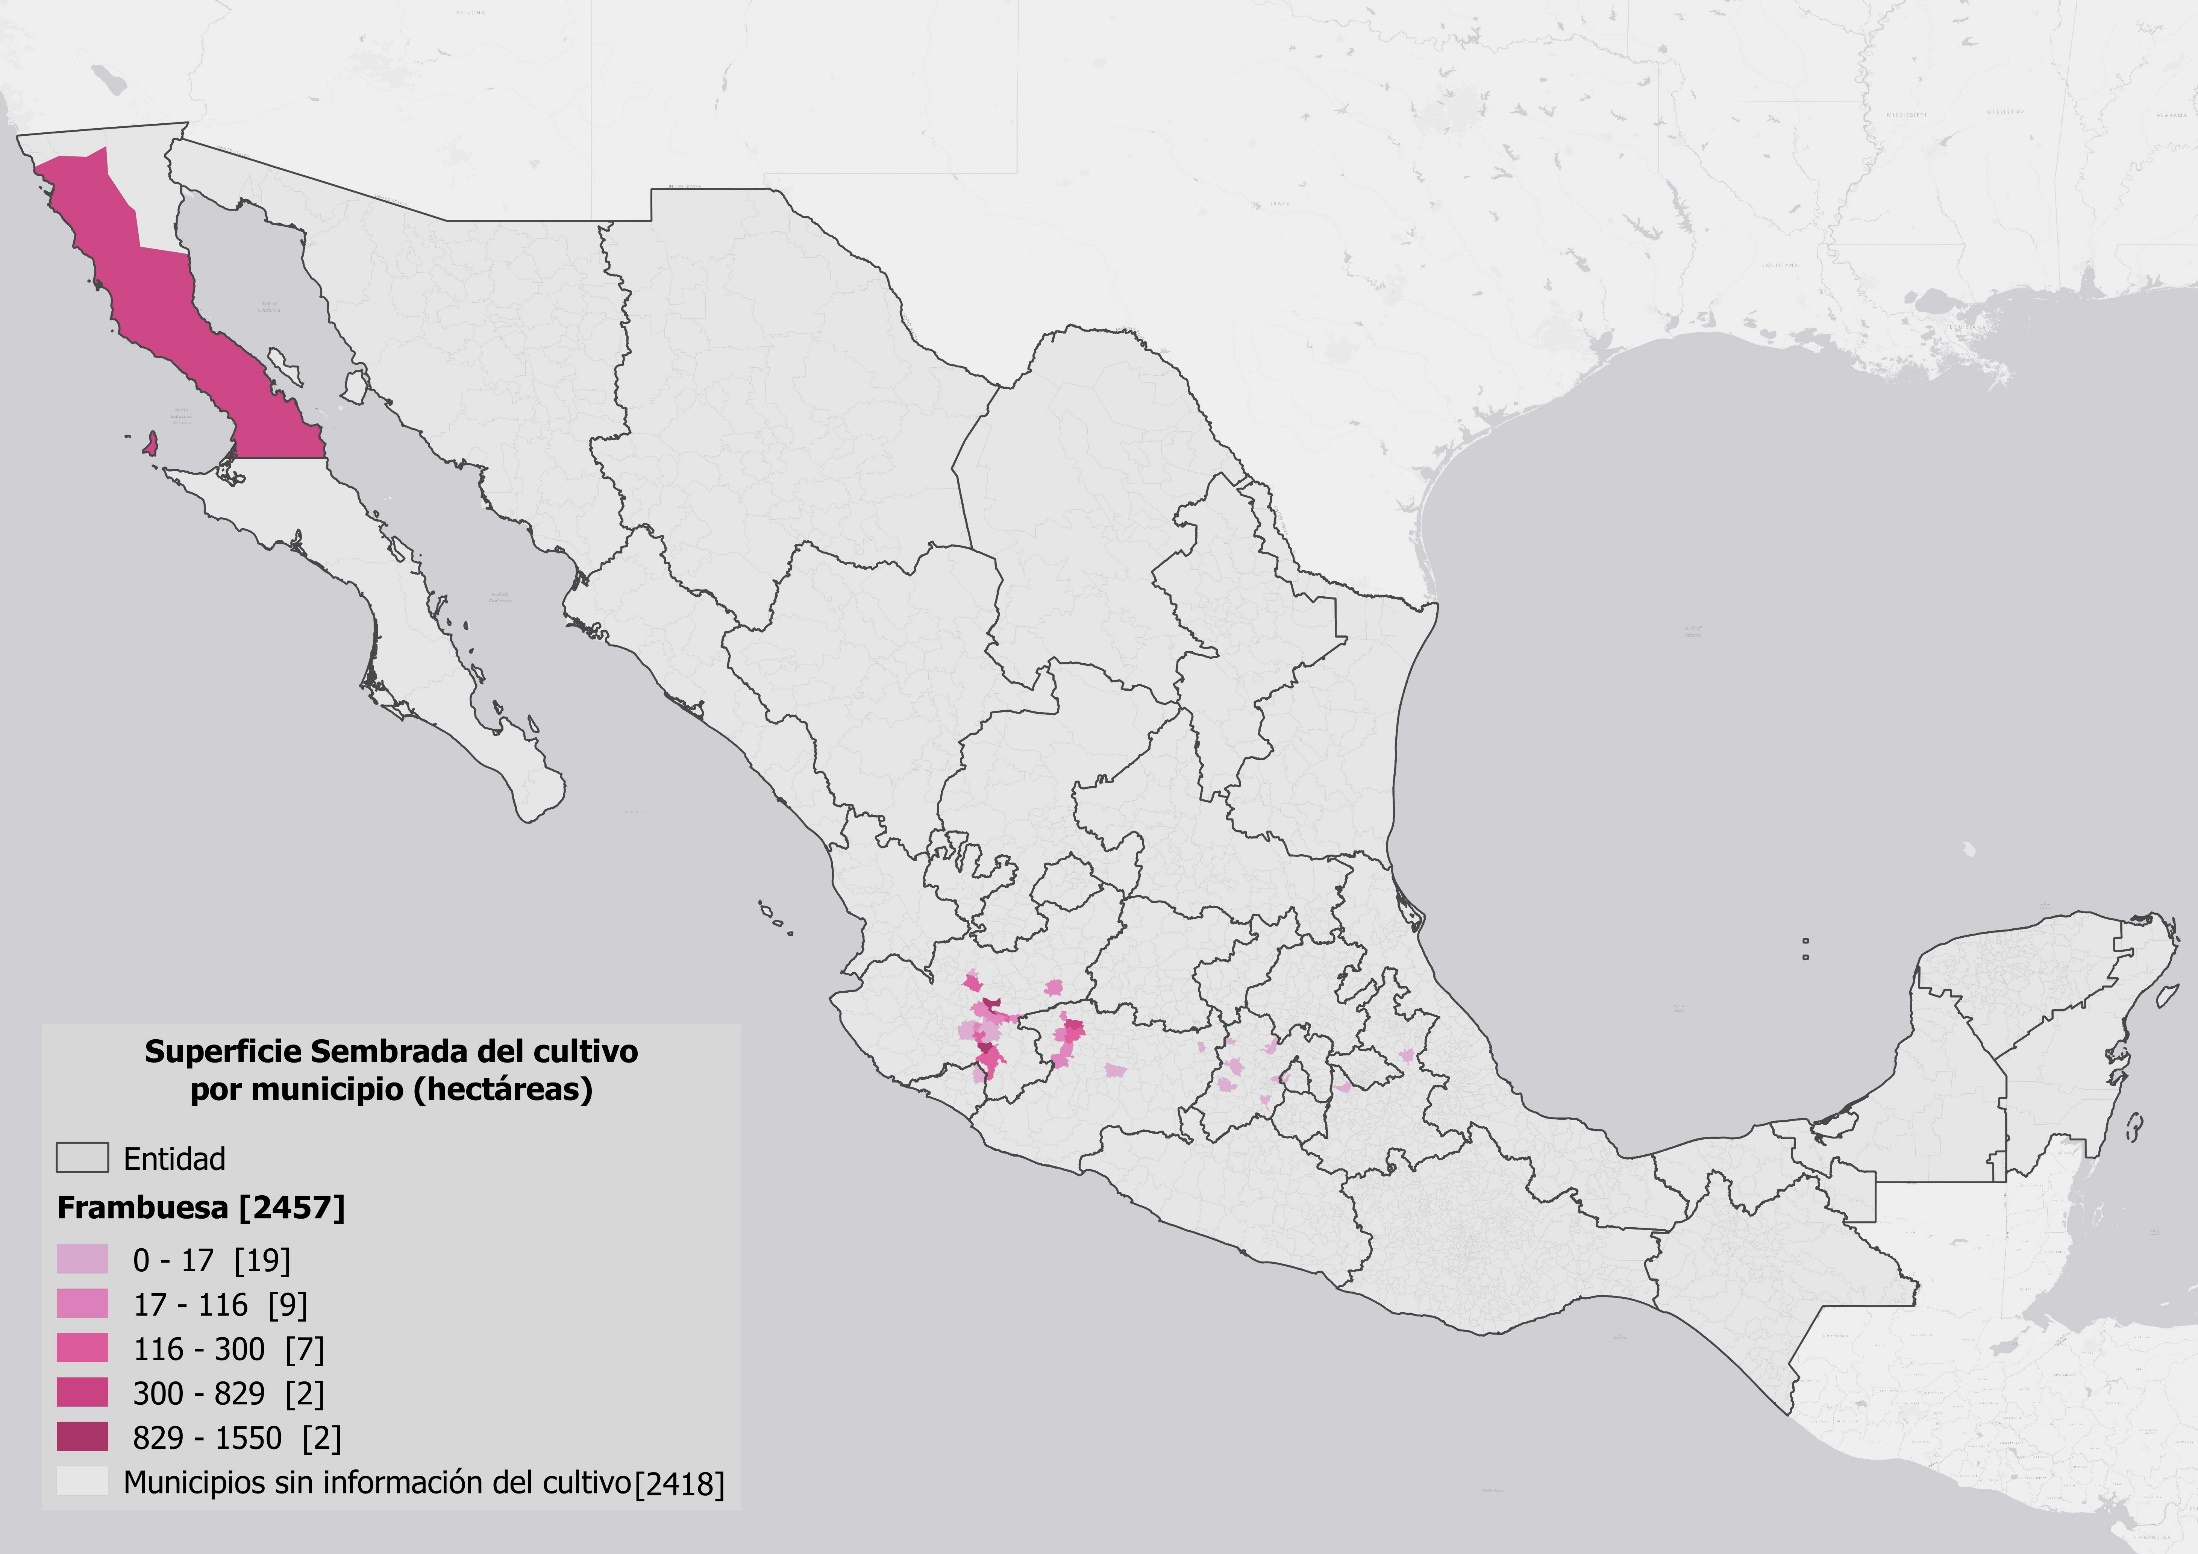 Superficie Sembrada del cultivo
por municipio (hectáreas)
Entidad
Frambuesa [2457]
0 - 17 [19]
17 - 116 [9]
116 - 300 [7]
300 - 829 [2]
829 - 1550 [2]
Municipios sin información del cultivo[2418]